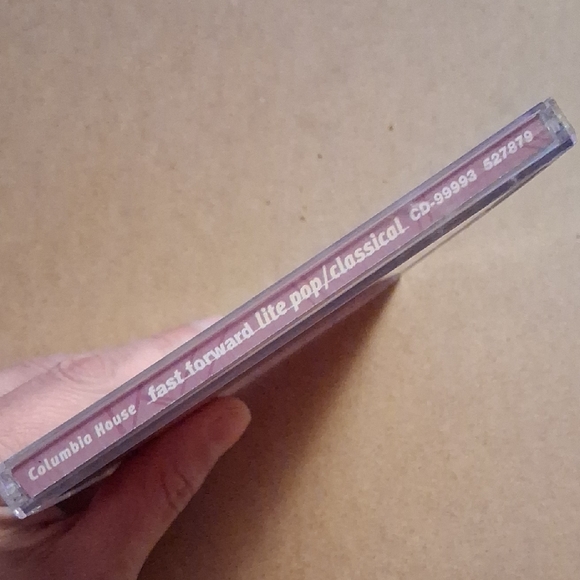 Columbia House fast forward lite pop/classical CD-99993 527879